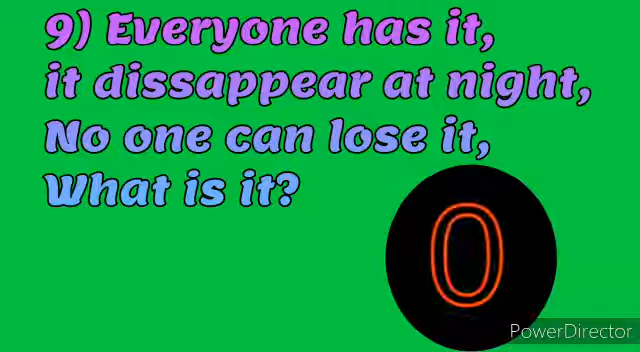 9) Everyone has it,
it dissappear at night,
No one can lose it,
What is it?
0
PowerDirector